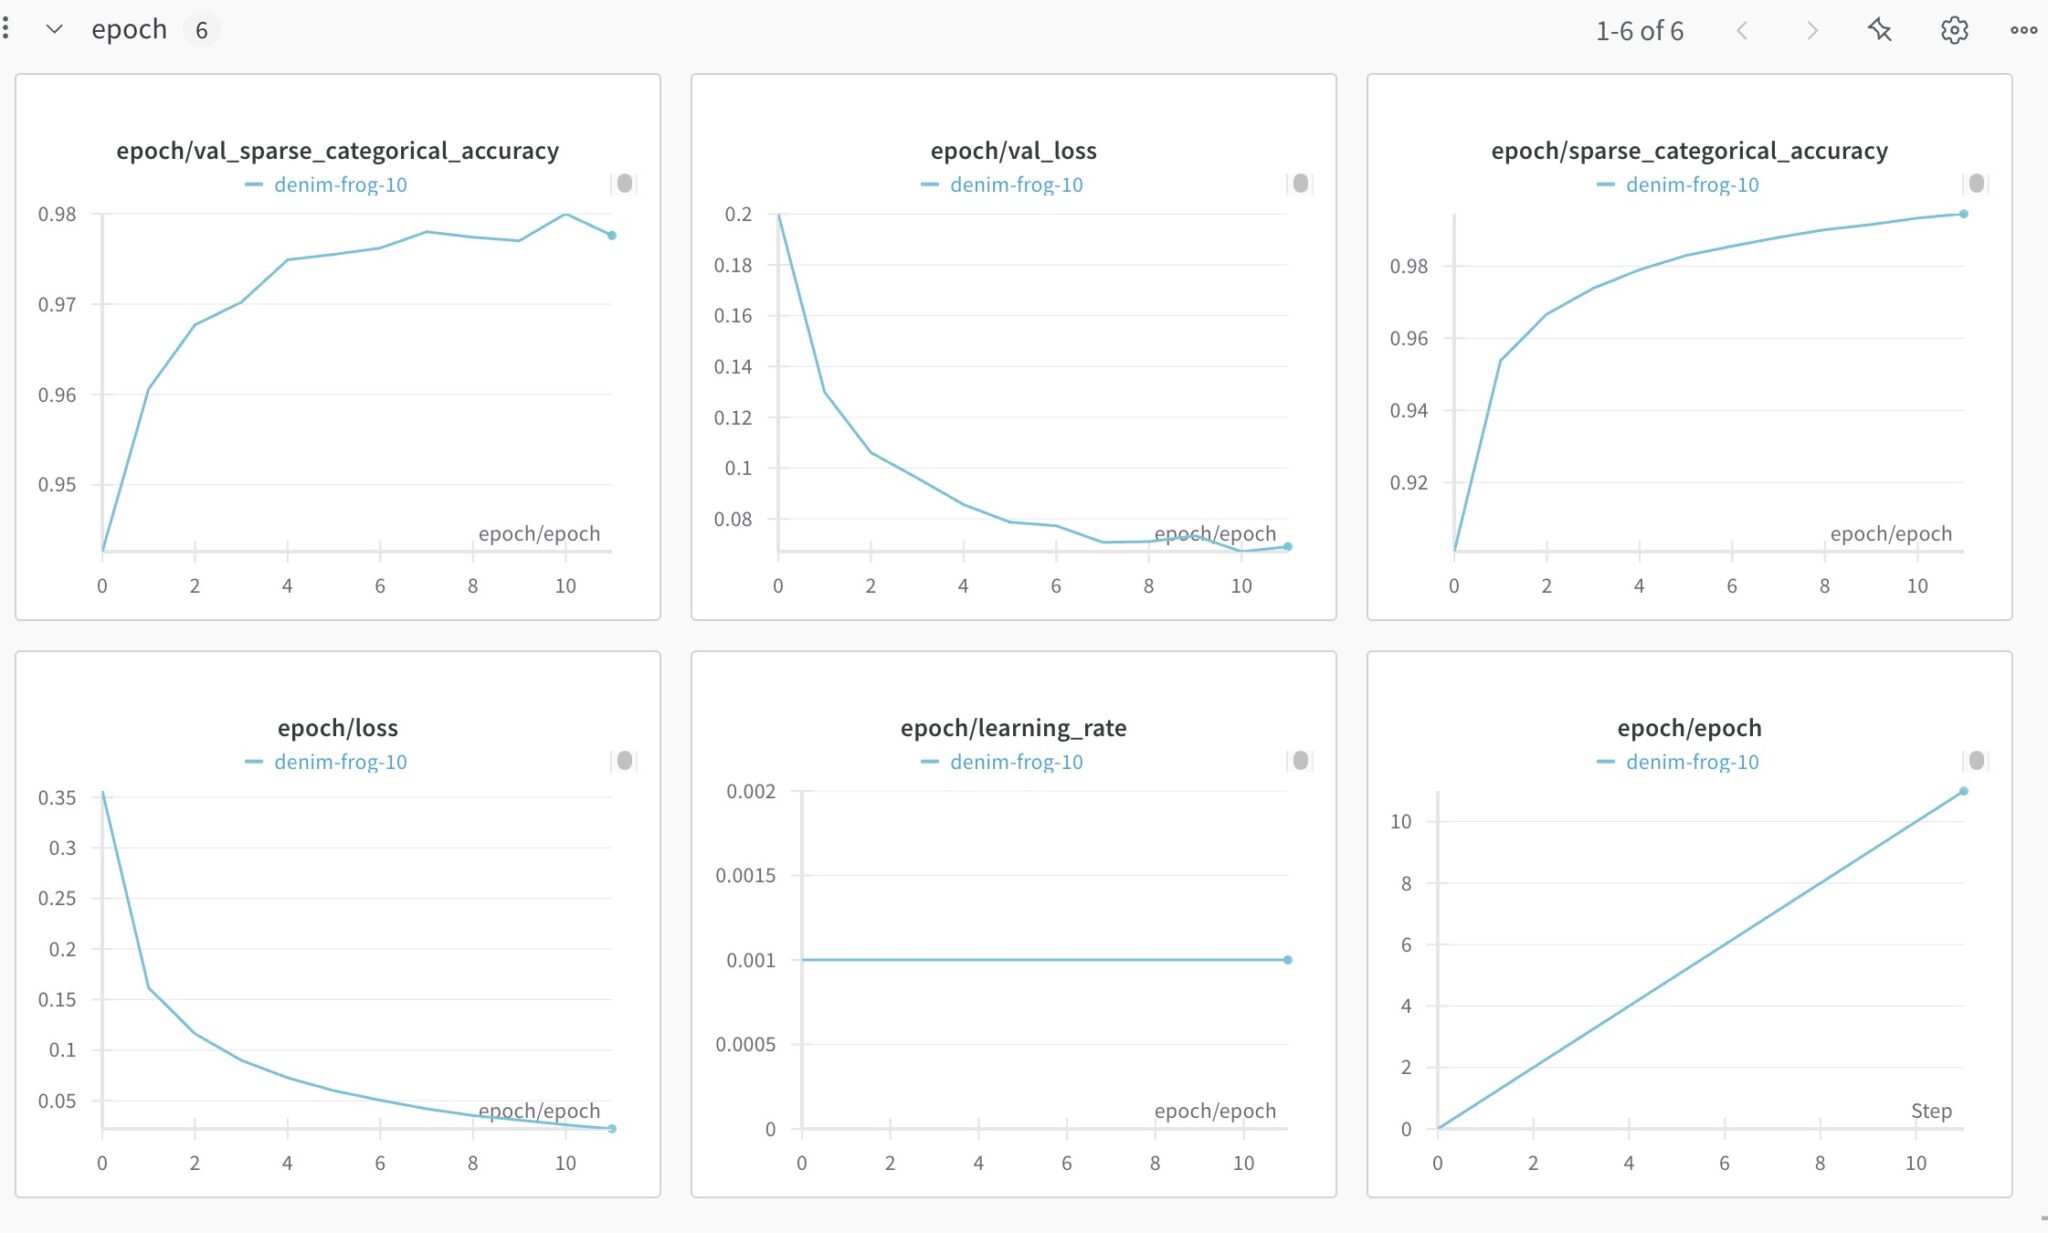 epoch 6 1-6 of 6
epoch/val_sparse_categorical_accuracy
denim-frog-10
0.98
0.97
0.96
0.95
epoch/epoch
0 2 4 6 8 10
epoch/val_loss
denim-frog-10
0.2
0.18
0.16
0.14
0.12
0.1
0.08
epoch/epoch
0 2 4 6 8 10
epoch/sparse_categorical_accuracy
denim-frog-10
0.98
0.96
0.94
0.92
epoch/epoch
0 2 4 6 8 10
epoch/loss
denim-frog-10
0.35
0.3
0.25
0.2
0.15
0.1
0.05
epoch/epoch
0 2 4 6 8 10
epoch/learning_rate
denim-frog-10
0.002
0.0015
0.001
0.0005
0
epoch/epoch
0 2 4 6 8 10
epoch/epoch
denim-frog-10
10
8
6
4
2
0
Step
0 2 4 6 8 10